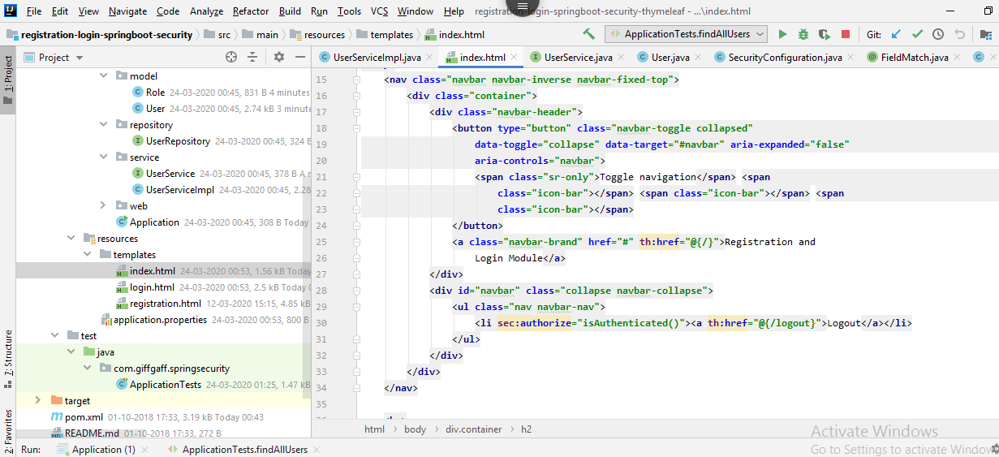 File Edit View Navigate Code Analyze Refactor Build Run Tools VCS Window Help registration-login-springboot-security-thymeleaf - ...\index.html
registration-login-springboot-security src main resources templates index.html ApplicationTests.findAllUsers Git:
1: Project
Project
UserServiceImpl.java index.html UserService.java User.java SecurityConfiguration.java FieldMatch.java
model
Role 24-03-2020 00:45, 831 B 4 minutes
User 24-03-2020 00:45, 2.74 kB 3 minute
repository
UserRepository 24-03-2020 00:45, 324 B
service
UserService 24-03-2020 00:45, 378 B A
UserServiceImpl 24-03-2020 00:45, 2.28
web
Application 24-03-2020 00:45, 308 B Today
resources
templates
index.html 24-03-2020 00:53, 1.56 kB Today
login.html 24-03-2020 00:53, 2.5 kB Today
registration.html 12-03-2020 15:15, 4.85 kB
application.properties 24-03-2020 00:53, 800 B
test
java
com.giffgaff.springsecurity
ApplicationTests 24-03-2020 01:25, 1.47 kB
target
pom.xml 01-10-2018 17:33, 3.19 kB Today 00:43
README.md 01-10-2018 17:33, 272 B
15 <nav class="navbar navbar-inverse navbar-fixed-top">
16 <div class="container">
17 <div class="navbar-header">
18 <button type="button" class="navbar-toggle collapsed"
19 data-toggle="collapse" data-target="#navbar" aria-expanded="false"
20 aria-controls="navbar">
21 <span class="sr-only">Toggle navigation</span> <span
22 class="icon-bar"></span> <span class="icon-bar"></span> <span
23 class="icon-bar"></span>
24 </button>
25 <a class="navbar-brand" href="#" th:href="@{/}">Registration and
26 Login Module</a>
27 </div>
28 <div id="navbar" class="collapse navbar-collapse">
29 <ul class="nav navbar-nav">
30 <li sec:authorize="isAuthenticated()"><a th:href="@{/logout}">Logout</a></li>
31 </ul>
32 </div>
33 </div>
34 </nav>
35
html body div.container h2
Z: Structure
2: Favorites
Activate Windows
Go to Settings to activate Windows
Run: Application (1) ApplicationTests.findAllUsers